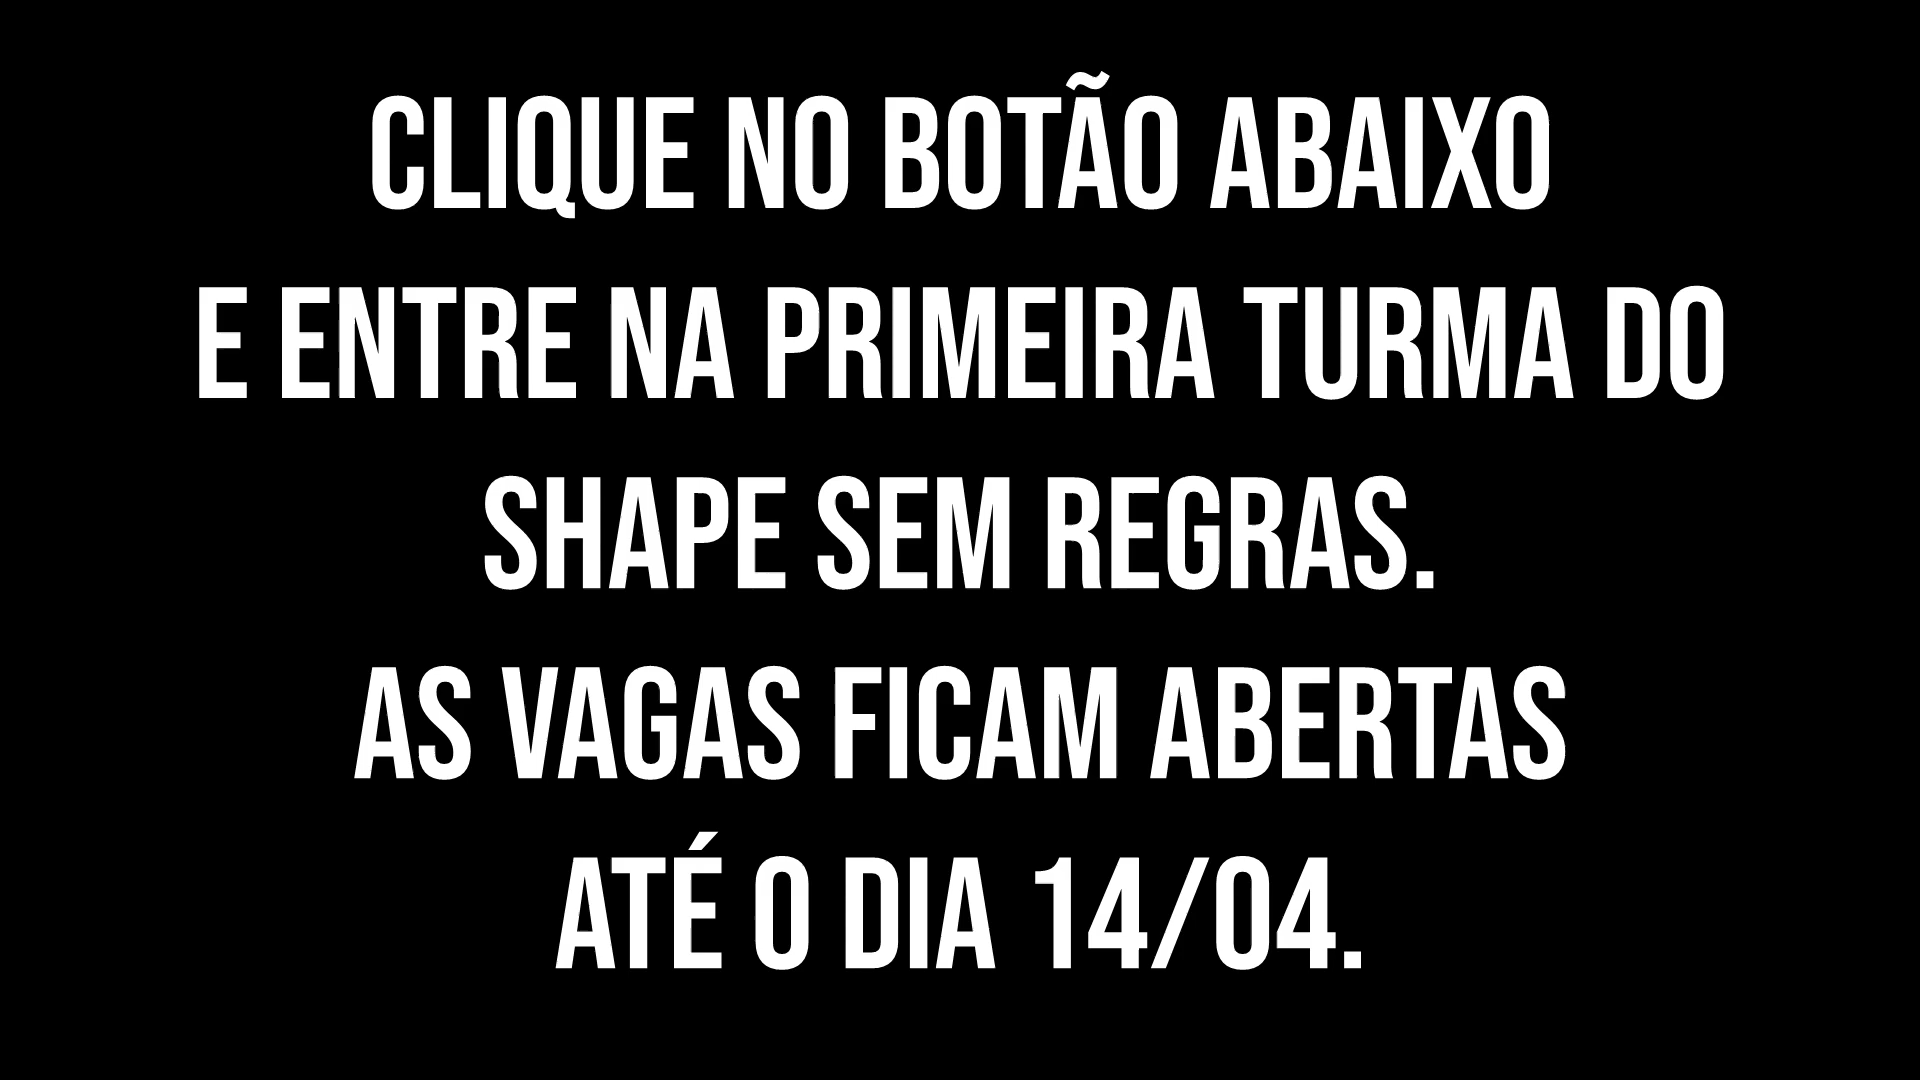 CLIQUE NO BOTÃO ABAIXO
E ENTRE NA PRIMEIRA TURMA DO
SHAPE SEM REGRAS.
AS VAGAS FICAM ABERTAS
ATÉ O DIA 14/04.